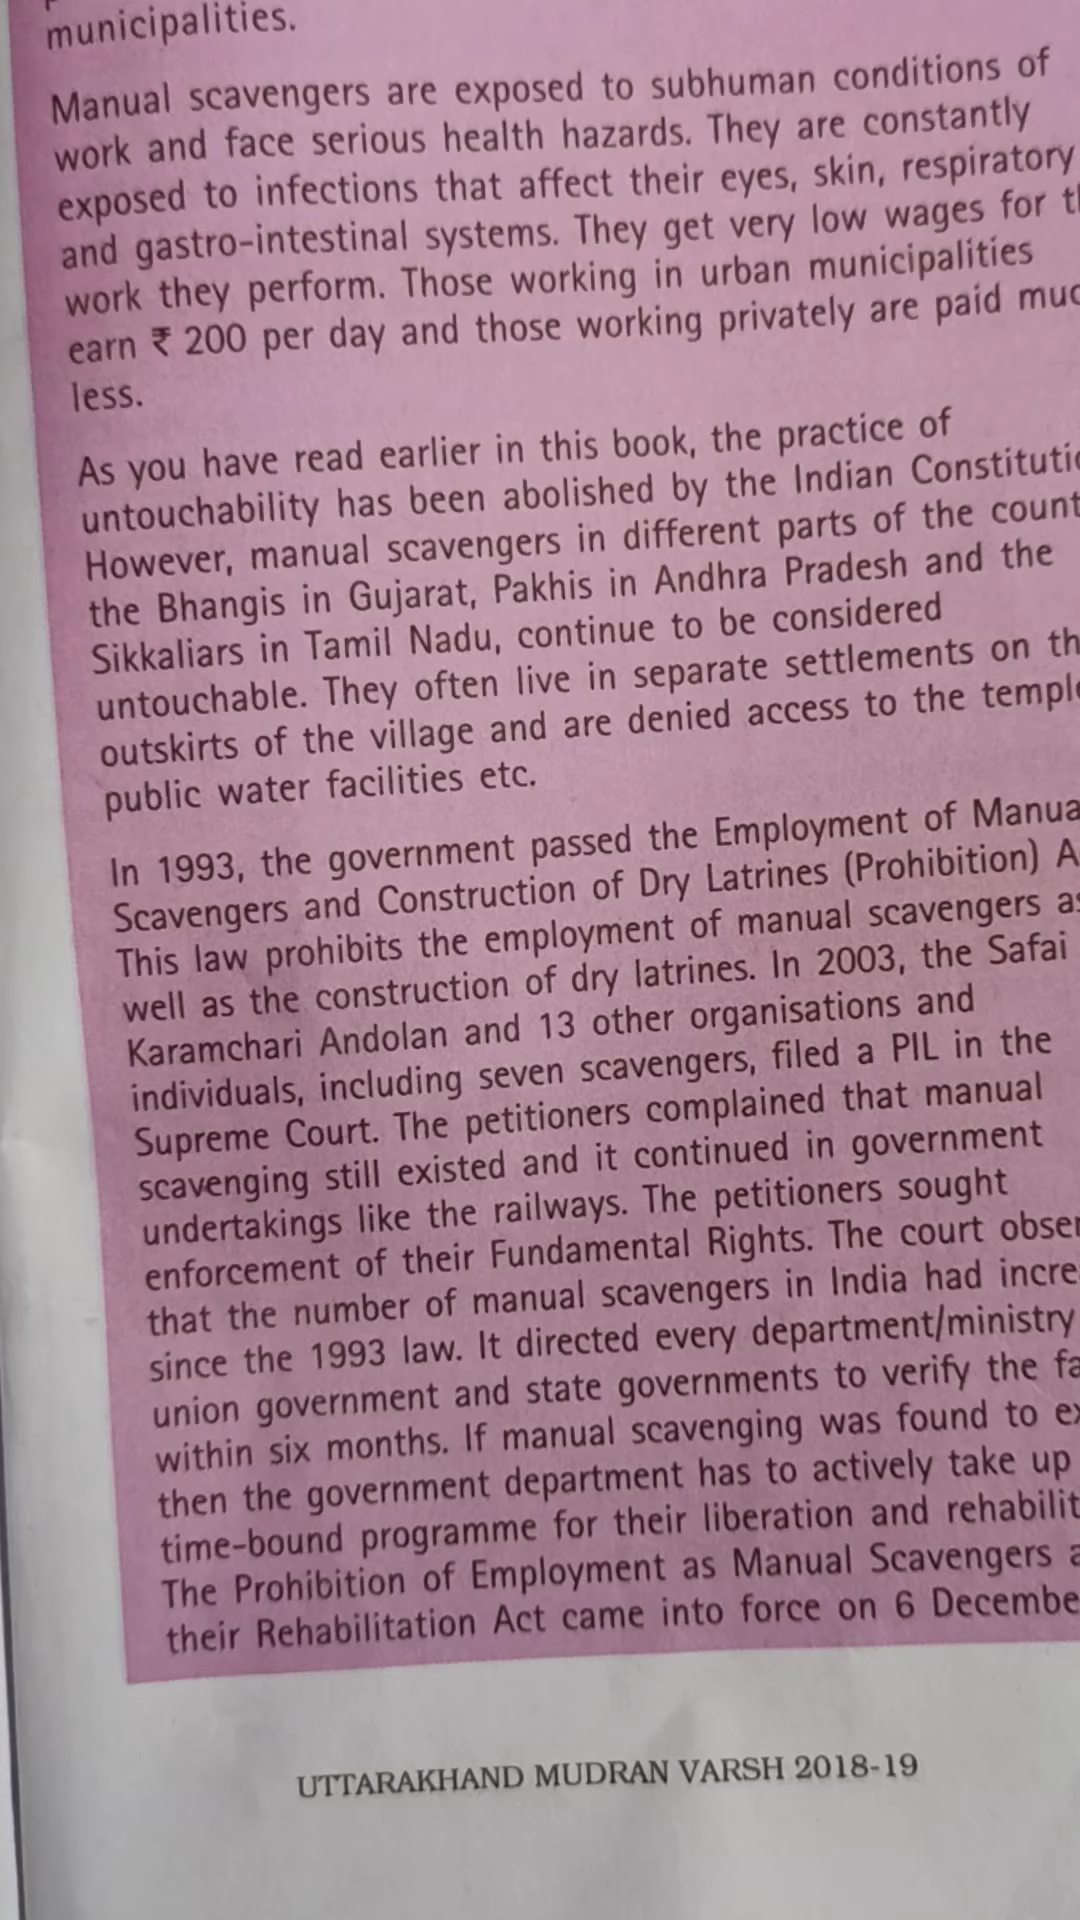 municipalities.
Manual scavengers are exposed to subhuman conditions of
work and face serious health hazards. They are constantly
exposed to infections that affect their eyes, skin, respiratory
and gastro-intestinal systems. They get very low wages for
work they perform. Those working in urban municipalities
earn ₹ 200 per day and those working privately are paid
less.
As you have read earlier in this book, the practice of
untouchability has been abolished by the Indian
However, manual scavengers in different parts of the
the Bhangis in Gujarat, Pakhis in Andhra Pradesh and the
Sikkaliars in Tamil Nadu, continue to be considered
untouchable. They often live in separate settlements on
outskirts of the village and are denied access to the
public water facilities etc.
In 1993, the government passed the Employment of
Scavengers and Construction of Dry Latrines (Prohibition)
This law prohibits the employment of manual scavengers as
well as the construction of dry latrines. In 2003, the Safai
Karamchari Andolan and 13 other organisations and
individuals, including seven scavengers, filed a PIL in the
Supreme Court. The petitioners complained that manual
scavenging still existed and it continued in government
undertakings like the railways. The petitioners sought
enforcement of their Fundamental Rights. The court
that the number of manual scavengers in India had
since the 1993 law. It directed every department/ministry
union government and state governments to verify the
within six months. If manual scavenging was found to
then the government department has to actively take up
time-bound programme for their liberation and
The Prohibition of Employment as Manual Scavengers
their Rehabilitation Act came into force on 6
UTTARAKHAND MUDRAN VARSH 2018-19